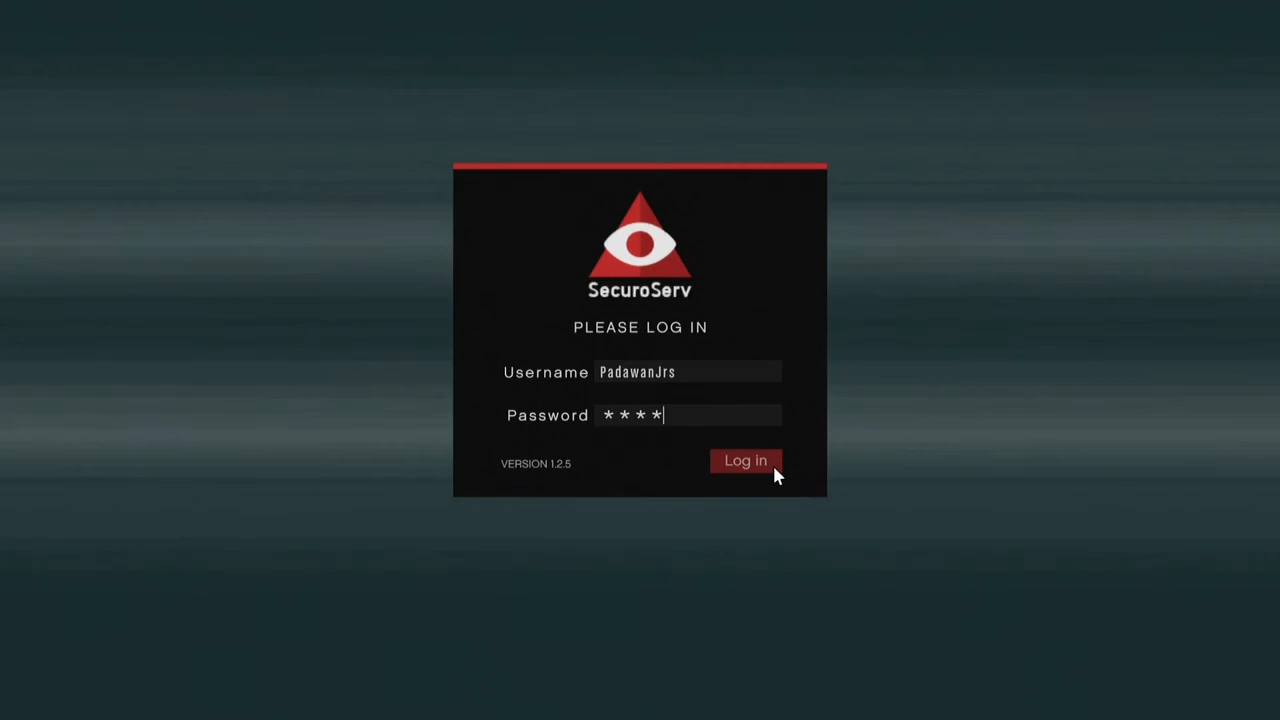 SecuroServ
PLEASE LOG IN
Username PadawanJrs
Password ****
VERSION 1.2.5 Log in